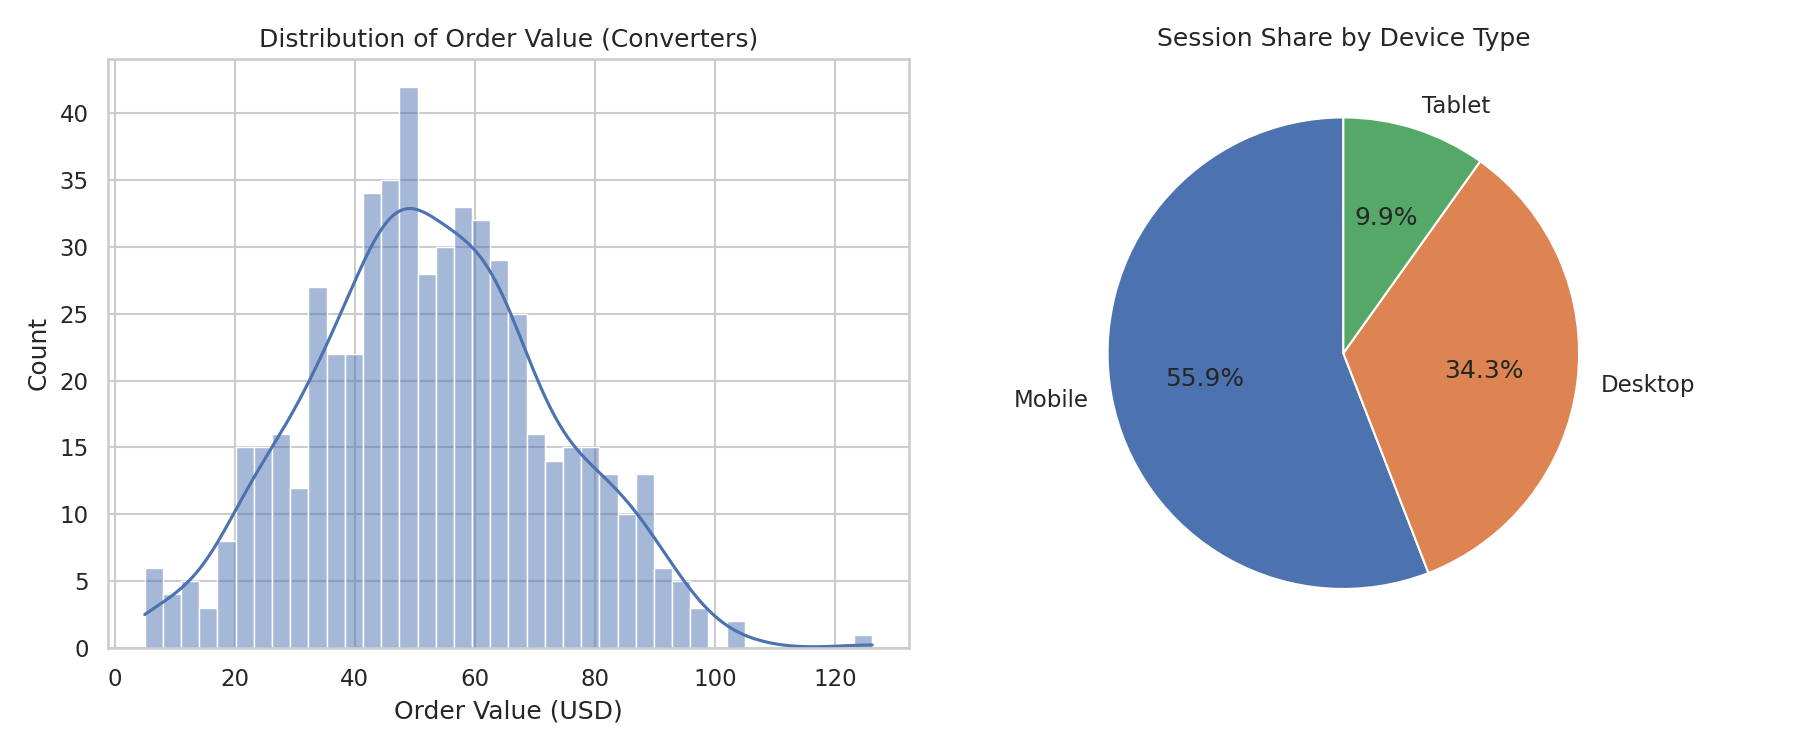 Distribution of Order Value (Converters)
40
35
30
25
20
15
10
5
0
Count
0 20 40 60 80 100 120
Order Value (USD)
Session Share by Device Type
Tablet
9.9%
55.9%
34.3%
Mobile
Desktop